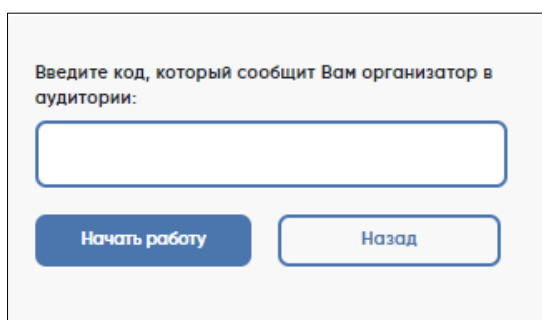 Введите код, который сообщит Вам организатор в
аудитории:
Начать работу
Назад